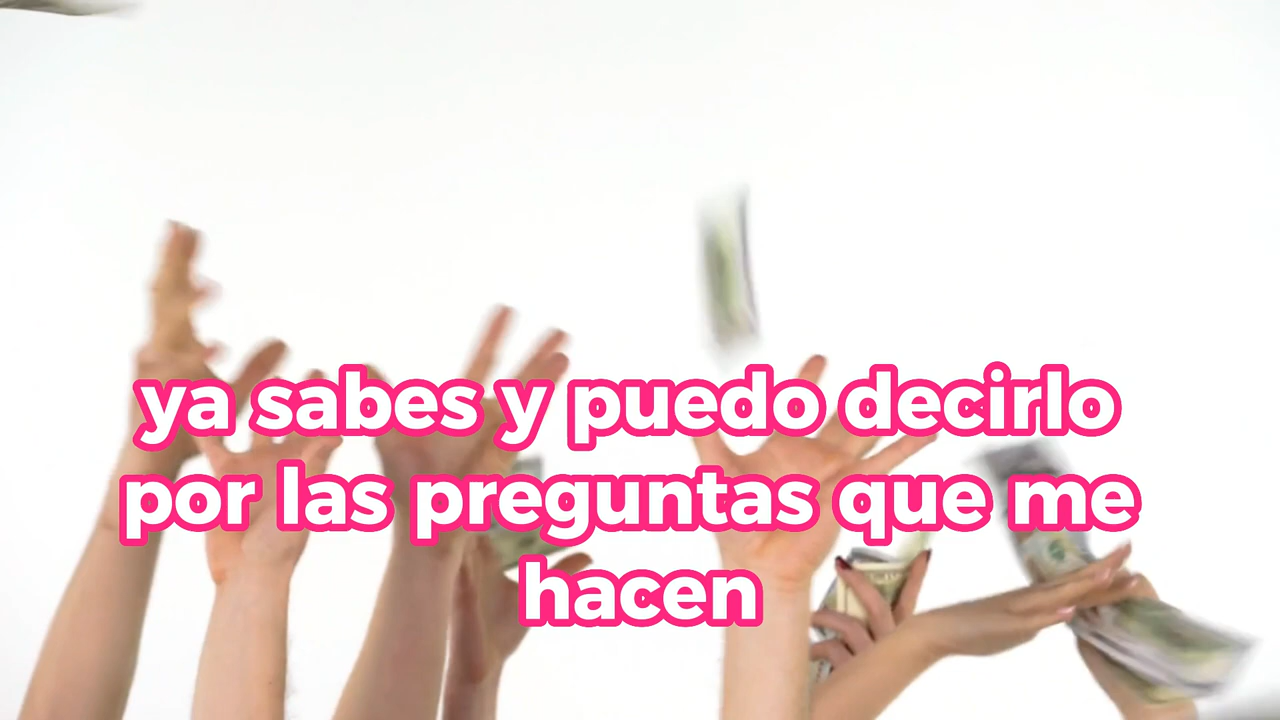 ya sabes y puedo decirlo
por las preguntas que me
hacen